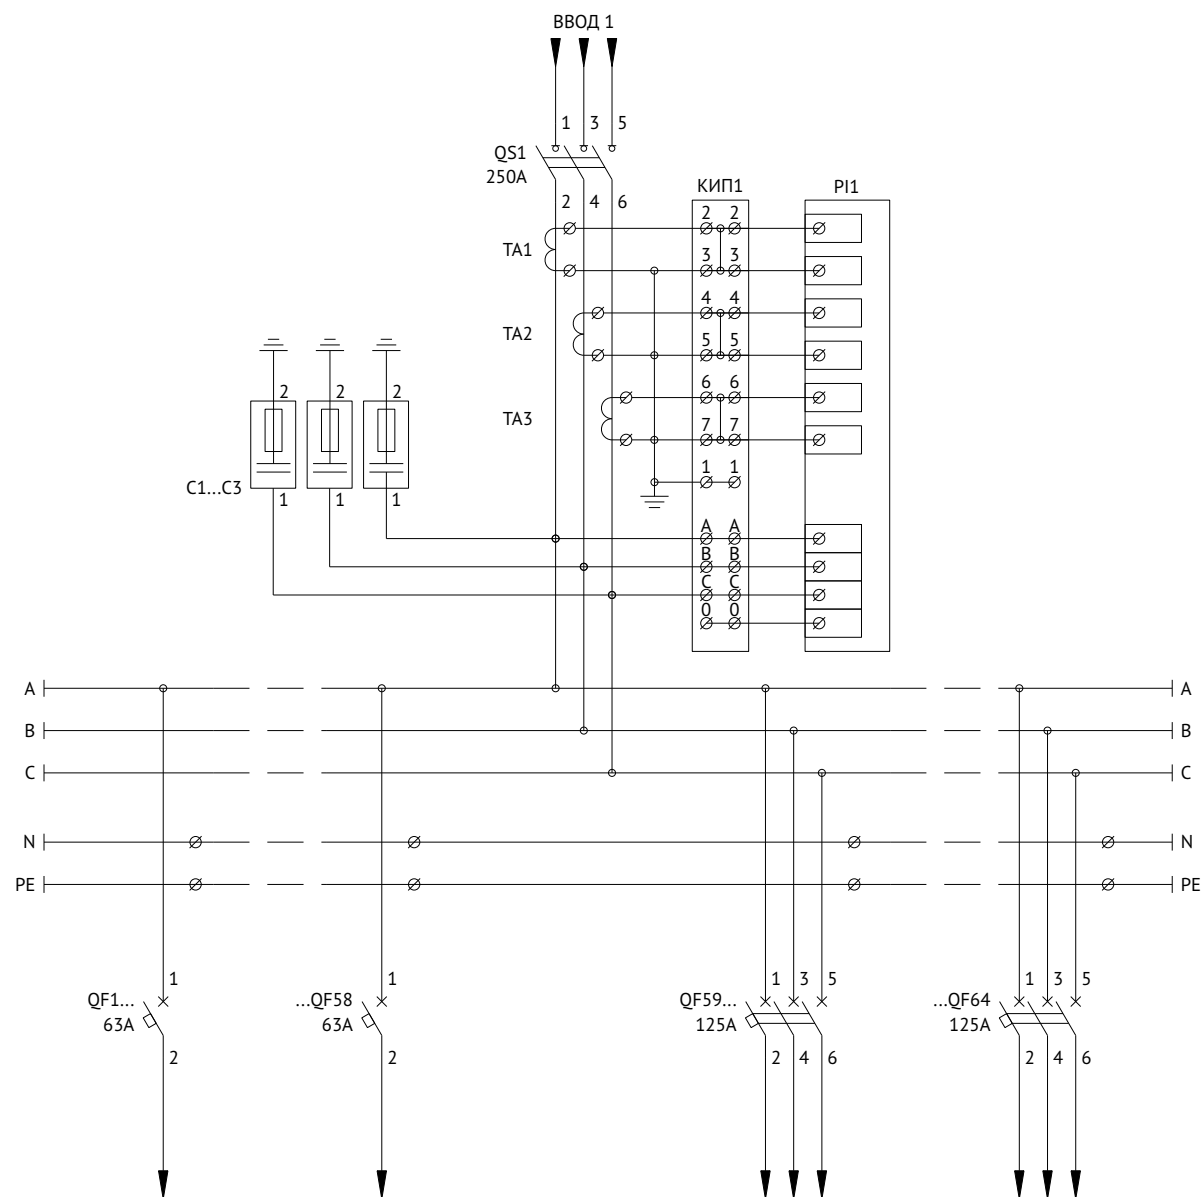 ВВОД 1
1 3 5
QS1
250А
2 4 6
КИП1 PI1
2 2
TA1
3 3
4 4
TA2
5 5
2 2 2
6 6
TA3
7 7
1 1
C1...C3
1 1 1
A A
B B
C C
0 0
A A
B B
C C
N N
PE PE
1 1 1 3 5 1 3 5
QF1... ...QF58 QF59... ...QF64
63А 63А 125А 125А
2 2 2 4 6 2 4 6